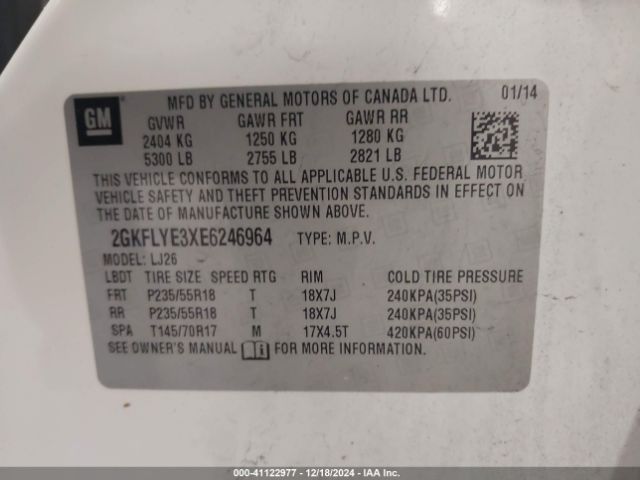 GM
MFD BY GENERAL MOTORS OF CANADA LTD. 01/14
GVWR GAWR FRT GAWR RR
2404 KG 1250 KG 1280 KG
5300 LB 2755 LB 2821 LB
THIS VEHICLE CONFORMS TO ALL APPLICABLE U.S. FEDERAL MOTOR
VEHICLE SAFETY AND THEFT PREVENTION STANDARDS IN EFFECT ON
THE DATE OF MANUFACTURE SHOWN ABOVE.
2GKFLYE3XE6246964 TYPE: M.P.V.
MODEL: LJ26
LBDT TIRE SIZE SPEED RTG RIM COLD TIRE PRESSURE
FRT P235/55R18 T 18X7J 240KPA(35PSI)
RR P235/55R18 T 18X7J 240KPA(35PSI)
SPA T145/70R17 M 17X4.5T 420KPA(60PSI)
SEE OWNER'S MANUAL FOR MORE INFORMATION.
000-41122977 - 12/18/2024 - IAA Inc.